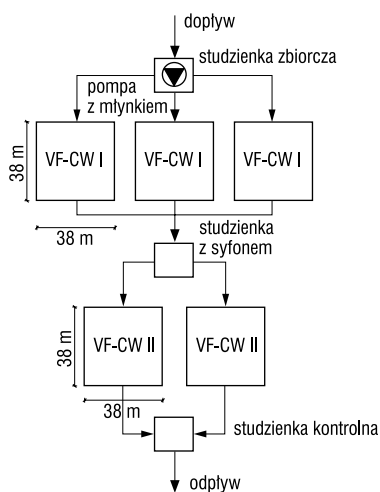 dopływ
studzienka zbiorcza
pompa
z młynkiem
VF-CW I
VF-CW I
VF-CW I
38 m
38 m
studzienka
z syfonem
VF-CW II
VF-CW II
38 m
38 m
studzienka kontrolna
odpływ